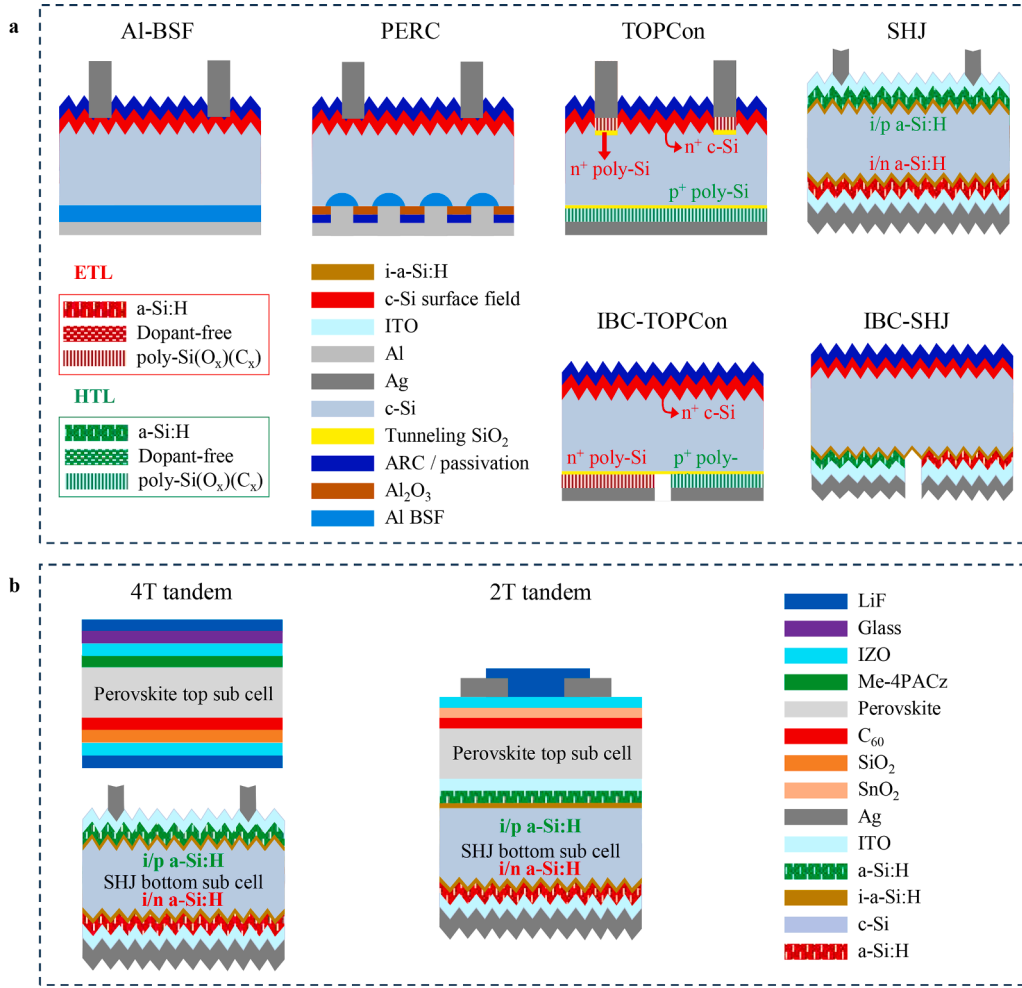 a
Al-BSF
PERC
TOPCon
SHJ
n⁺ c-Si
n⁺ poly-Si
p⁺ poly-Si
i/p a-Si:H
i/n a-Si:H
ETL
a-Si:H
Dopant-free
poly-Si(Oₓ)(Cₓ)
HTL
a-Si:H
Dopant-free
poly-Si(Oₓ)(Cₓ)
i-a-Si:H
c-Si surface field
ITO
Al
Ag
c-Si
Tunneling SiO₂
ARC / passivation
Al₂O₃
Al BSF
IBC-TOPCon
n⁺ c-Si
n⁺ poly-Si
p⁺ poly-
IBC-SHJ
b
4T tandem
Perovskite top sub cell
i/p a-Si:H
SHJ bottom sub cell
i/n a-Si:H
2T tandem
Perovskite top sub cell
i/p a-Si:H
SHJ bottom sub cell
i/n a-Si:H
LiF
Glass
IZO
Me-4PACz
Perovskite
C₆₀
SiO₂
SnO₂
Ag
ITO
a-Si:H
i-a-Si:H
c-Si
a-Si:H